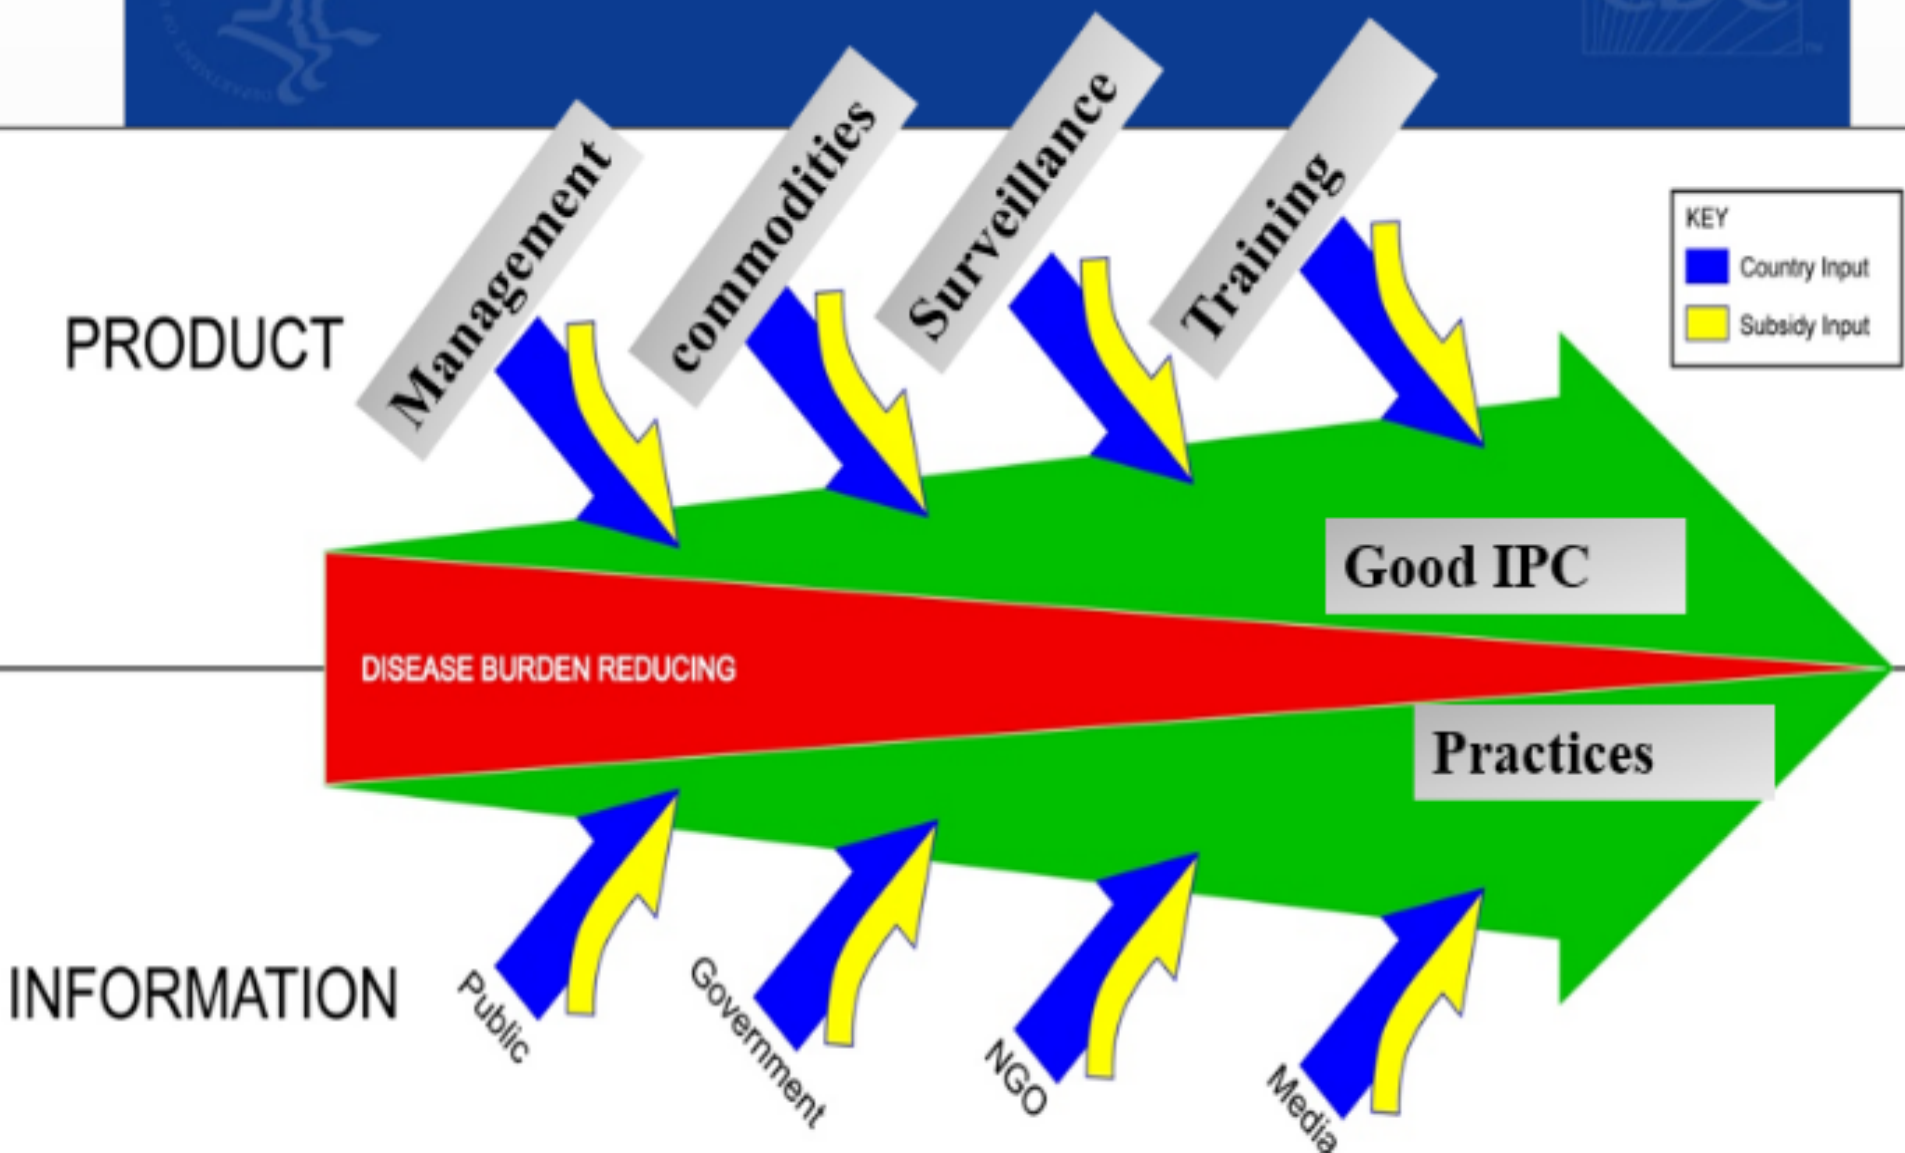 Management
commodities
Surveillance
Training
KEY
Country Input
Subsidy Input
PRODUCT
Good IPC
DISEASE BURDEN REDUCING
Practices
INFORMATION
Public
Government
NGO
Media